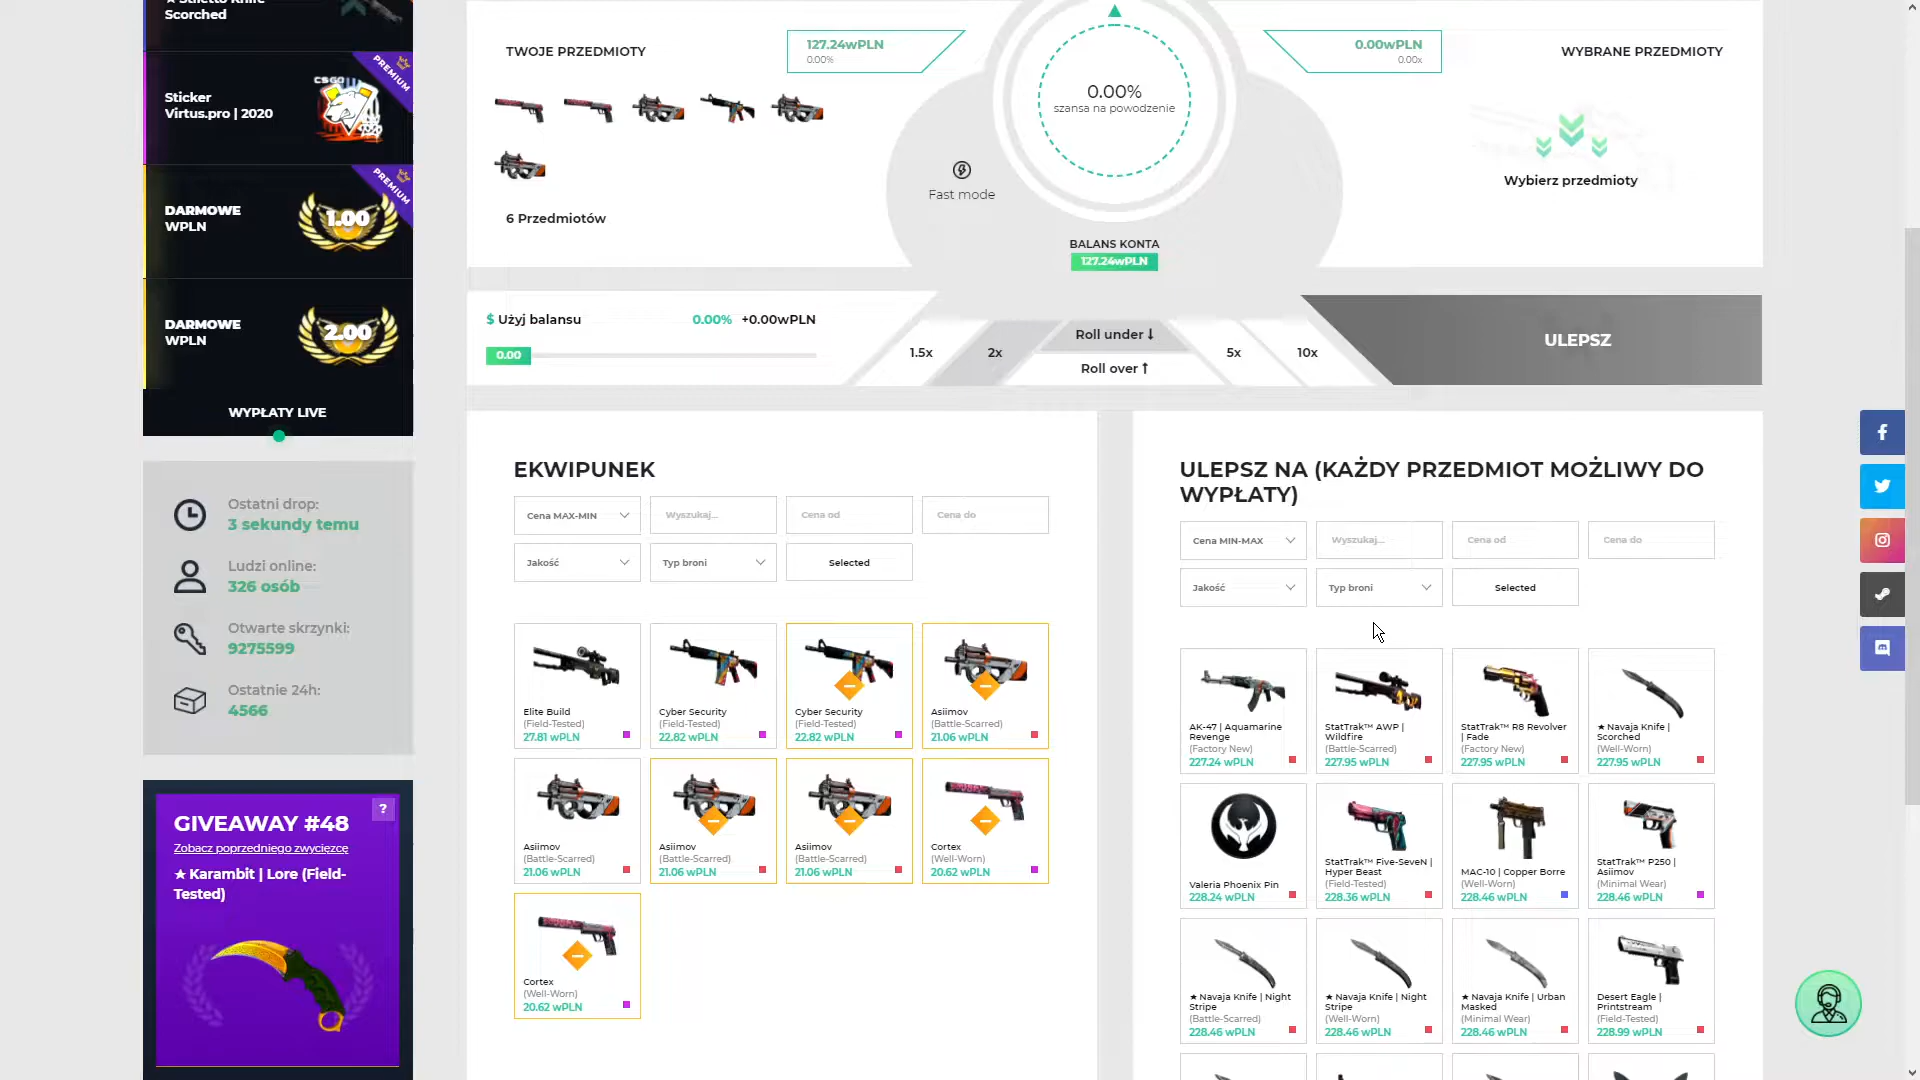 ★ Stiletto Knife
Scorched
PREMIUM
Sticker
Virtus.pro | 2020
CSGO
PREMIUM
DARMOWE
WPLN
1.00
DARMOWE
WPLN
2.00
WYPŁATY LIVE
Ostatni drop:
3 sekundy temu
Ludzi online:
326 osób
Otwarte skrzynki:
9275599
Ostatnie 24h:
4566
GIVEAWAY #48
?
Zobacz poprzedniego zwycięzcę
★ Karambit | Lore (Field-
Tested)
TWOJE PRZEDMIOTY
127.24wPLN
0.00%
6 Przedmiotów
0.00%
szansa na powodzenie
Fast mode
BALANS KONTA
127.24wPLN
0.00wPLN
0.00x
WYBRANE PRZEDMIOTY
Wybierz przedmioty
$ Użyj balansu
0.00% +0.00wPLN
0.00
1.5x
2x
Roll under ↓
Roll over ↑
5x
10x
ULEPSZ
EKWIPUNEK
Cena MAX-MIN
Wyszukaj...
Cena od
Cena do
Jakość
Typ broni
Selected
Elite Build
(Field-Tested)
27.81 wPLN
Cyber Security
(Field-Tested)
22.82 wPLN
Cyber Security
(Field-Tested)
22.82 wPLN
Asiimov
(Battle-Scarred)
21.06 wPLN
Asiimov
(Battle-Scarred)
21.06 wPLN
Asiimov
(Battle-Scarred)
21.06 wPLN
Asiimov
(Battle-Scarred)
21.06 wPLN
Cortex
(Well-Worn)
20.62 wPLN
Cortex
(Well-Worn)
20.62 wPLN
ULEPSZ NA (KAŻDY PRZEDMIOT MOŻLIWY DO
WYPŁATY)
Cena MIN-MAX
Wyszukaj...
Cena od
Cena do
Jakość
Typ broni
Selected
AK-47 | Aquamarine
Revenge
(Factory New)
227.24 wPLN
StatTrak™ AWP |
Wildfire
(Battle-Scarred)
227.95 wPLN
StatTrak™ R8 Revolver
| Fade
(Factory New)
227.95 wPLN
★ Navaja Knife |
Scorched
(Well-Worn)
227.95 wPLN
Valeria Phoenix Pin
228.24 wPLN
StatTrak™ Five-SeveN |
Hyper Beast
(Field-Tested)
228.36 wPLN
MAC-10 | Copper Borre
(Well-Worn)
228.46 wPLN
StatTrak™ P250 |
Asiimov
(Minimal Wear)
228.46 wPLN
★ Navaja Knife | Night
Stripe
(Battle-Scarred)
228.46 wPLN
★ Navaja Knife | Night
Stripe
(Well-Worn)
228.46 wPLN
★ Navaja Knife | Urban
Masked
(Minimal Wear)
228.46 wPLN
Desert Eagle |
Printstream
(Field-Tested)
228.99 wPLN